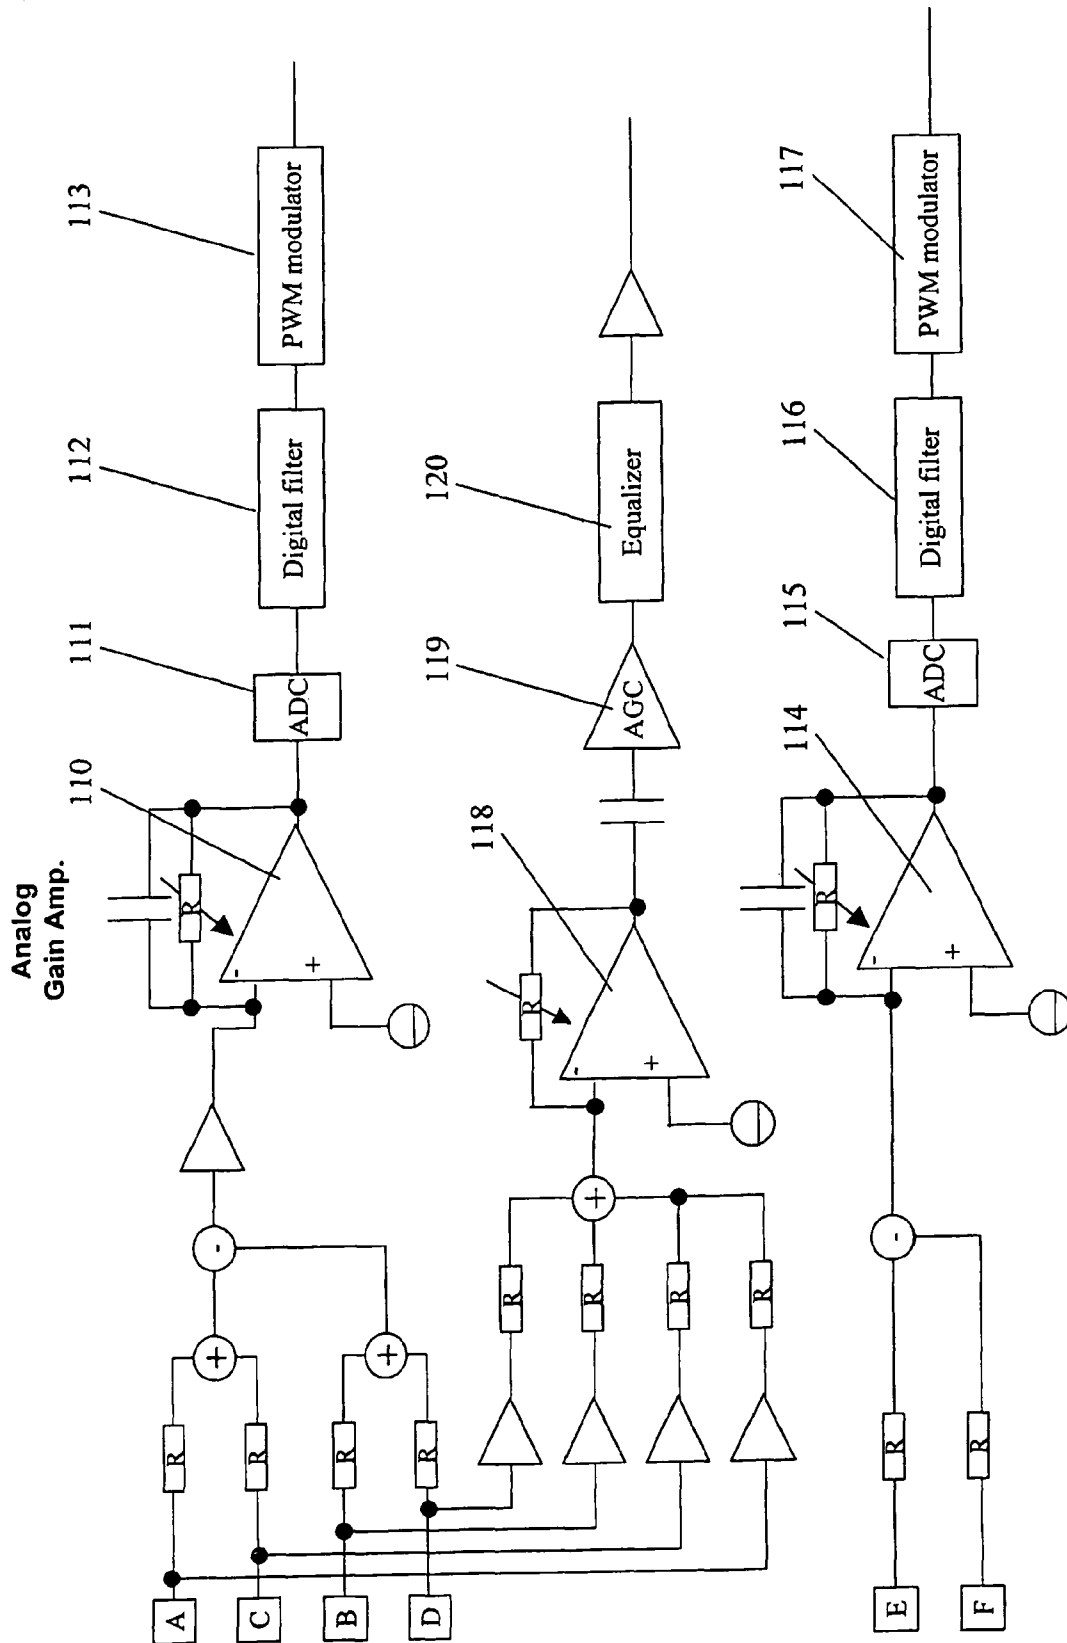 Analog
Gain Amp.
110
111
112
113
ADC
Digital filter
PWM modulator
R
-
+
A
C
B
D
R
R
R
R
+
+
-
R
R
R
R
+
R
-
+
118
119
120
AGC
Equalizer
E
F
R
R
-
R
-
+
114
115
116
117
ADC
Digital filter
PWM modulator